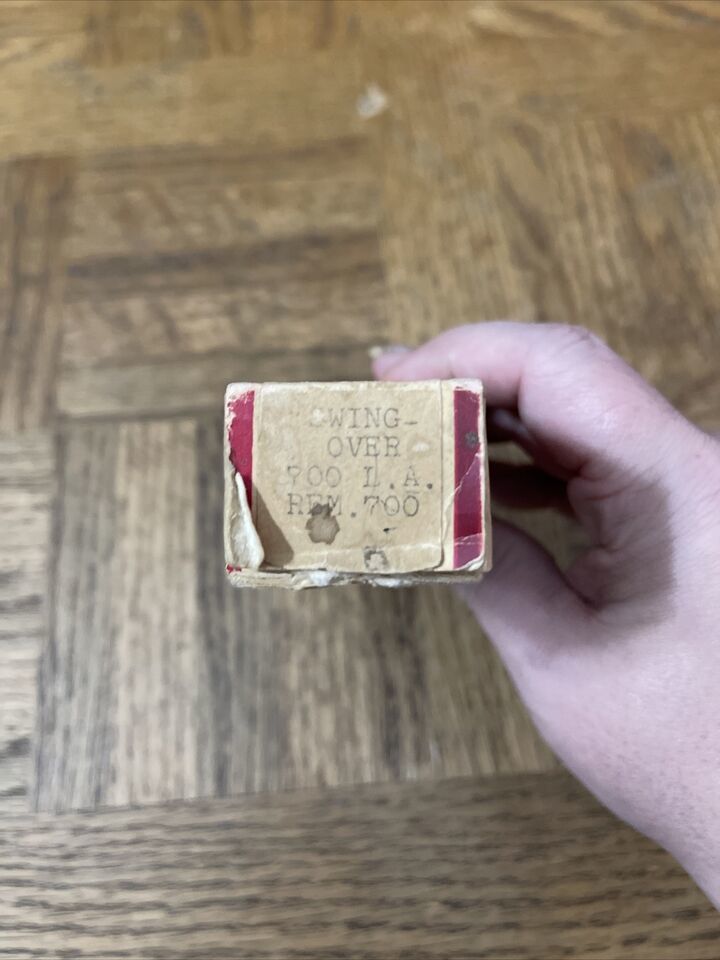 SWING-
OVER
700 L.A.
REM.700